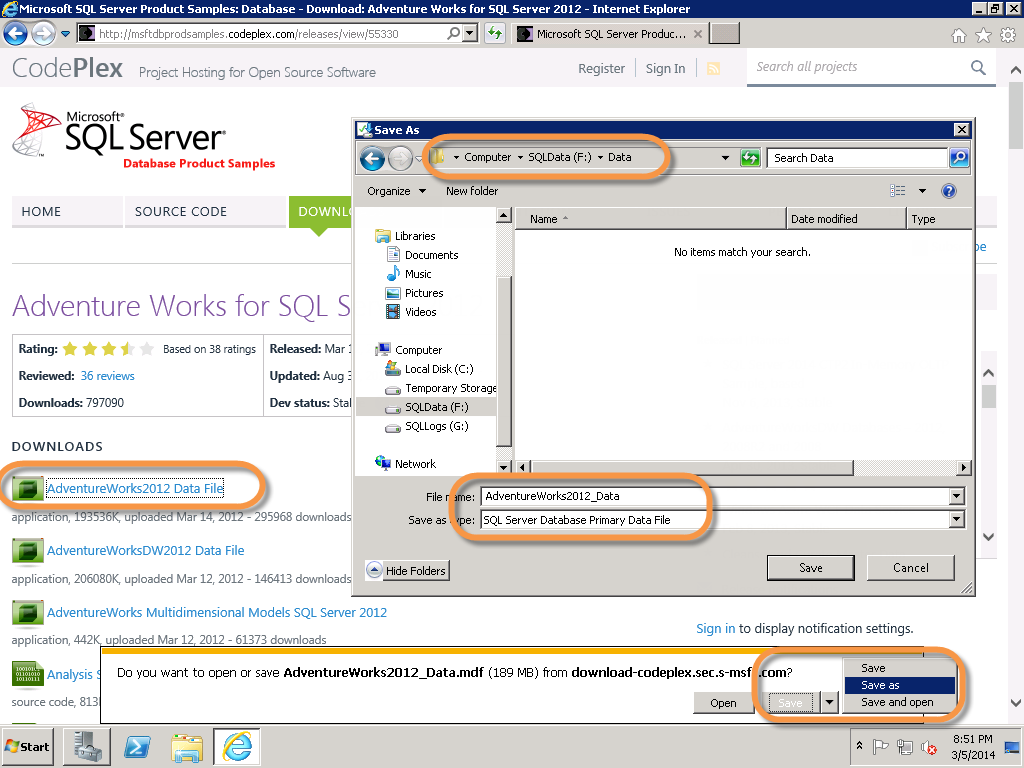 Microsoft SQL Server Product Samples: Database - Download: Adventure Works for SQL Server 2012 - Internet Explorer
http://msftdbprodsamples.codeplex.com/releases/view/55330
Microsoft SQL Server Produc...
CodePlex Project Hosting for Open Source Software
Register
Sign In
Search all projects
Microsoft®
SQL Server®
Database Product Samples
HOME
SOURCE CODE
DOWNLO
Adventure Works for SQL S
Rating:
Based on 38 ratings
Released: Mar 1
Reviewed: 36 reviews
Updated: Aug 3
Downloads: 797090
Dev status: Stal
DOWNLOADS
AdventureWorks2012 Data File
application, 193536K, uploaded Mar 14, 2012 - 295968 downloads
AdventureWorksDW2012 Data File
application, 206080K, uploaded Mar 12, 2012 - 146413 downloads
AdventureWorks Multidimensional Models SQL Server 2012
application, 442K, uploaded Mar 12, 2012 - 61373 downloads
Analysis S
source code, 813
Save As
Computer
SQLData (F:)
Data
Search Data
Organize
New folder
Name
Date modified
Type
No items match your search.
Libraries
Documents
Music
Pictures
Videos
Computer
Local Disk (C:)
Temporary Storage
SQLData (F:)
SQLLogs (G:)
Network
File name:
AdventureWorks2012_Data
Save as type:
SQL Server Database Primary Data File
Hide Folders
Save
Cancel
Sign in to display notification settings.
Do you want to open or save AdventureWorks2012_Data.mdf (189 MB) from download-codeplex.sec.s-msft.com?
Open
Save
Save
Save as
Save and open
Start
8:51 PM
3/5/2014